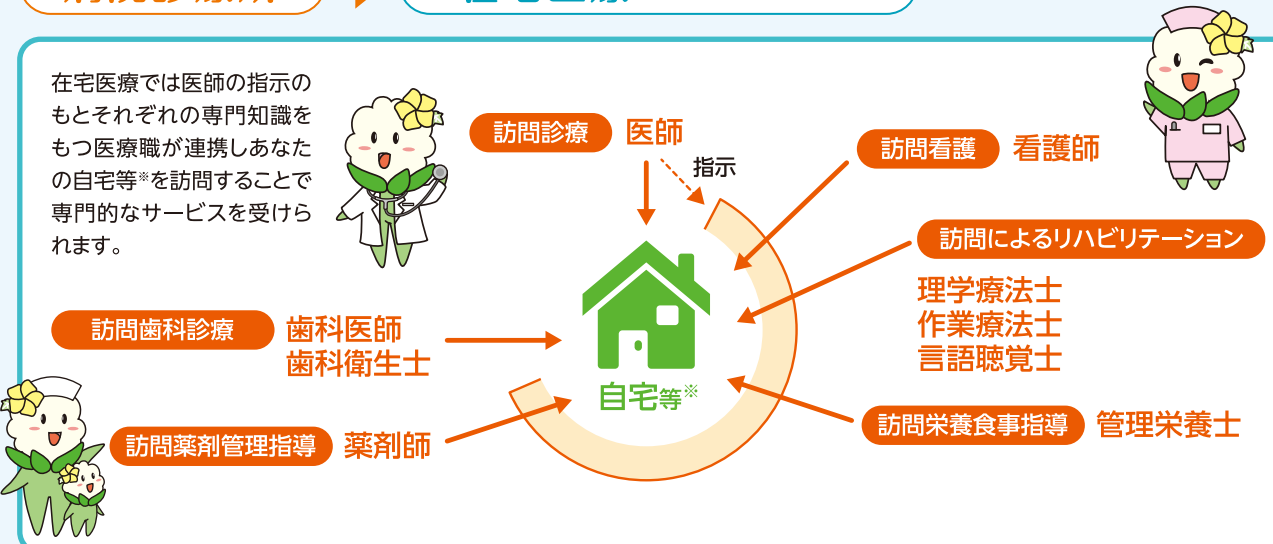 在宅医療では医師の指示の
もとそれぞれの専門知識を
もつ医療職が連携しあなた
の自宅等※を訪問することで
専門的なサービスを受けら
れます。
訪問診療 医師
指示
訪問看護 看護師
訪問によるリハビリテーション
理学療法士
作業療法士
言語聴覚士
訪問歯科診療 歯科医師
歯科衛生士
自宅等※
訪問薬剤管理指導 薬剤師
訪問栄養食事指導 管理栄養士